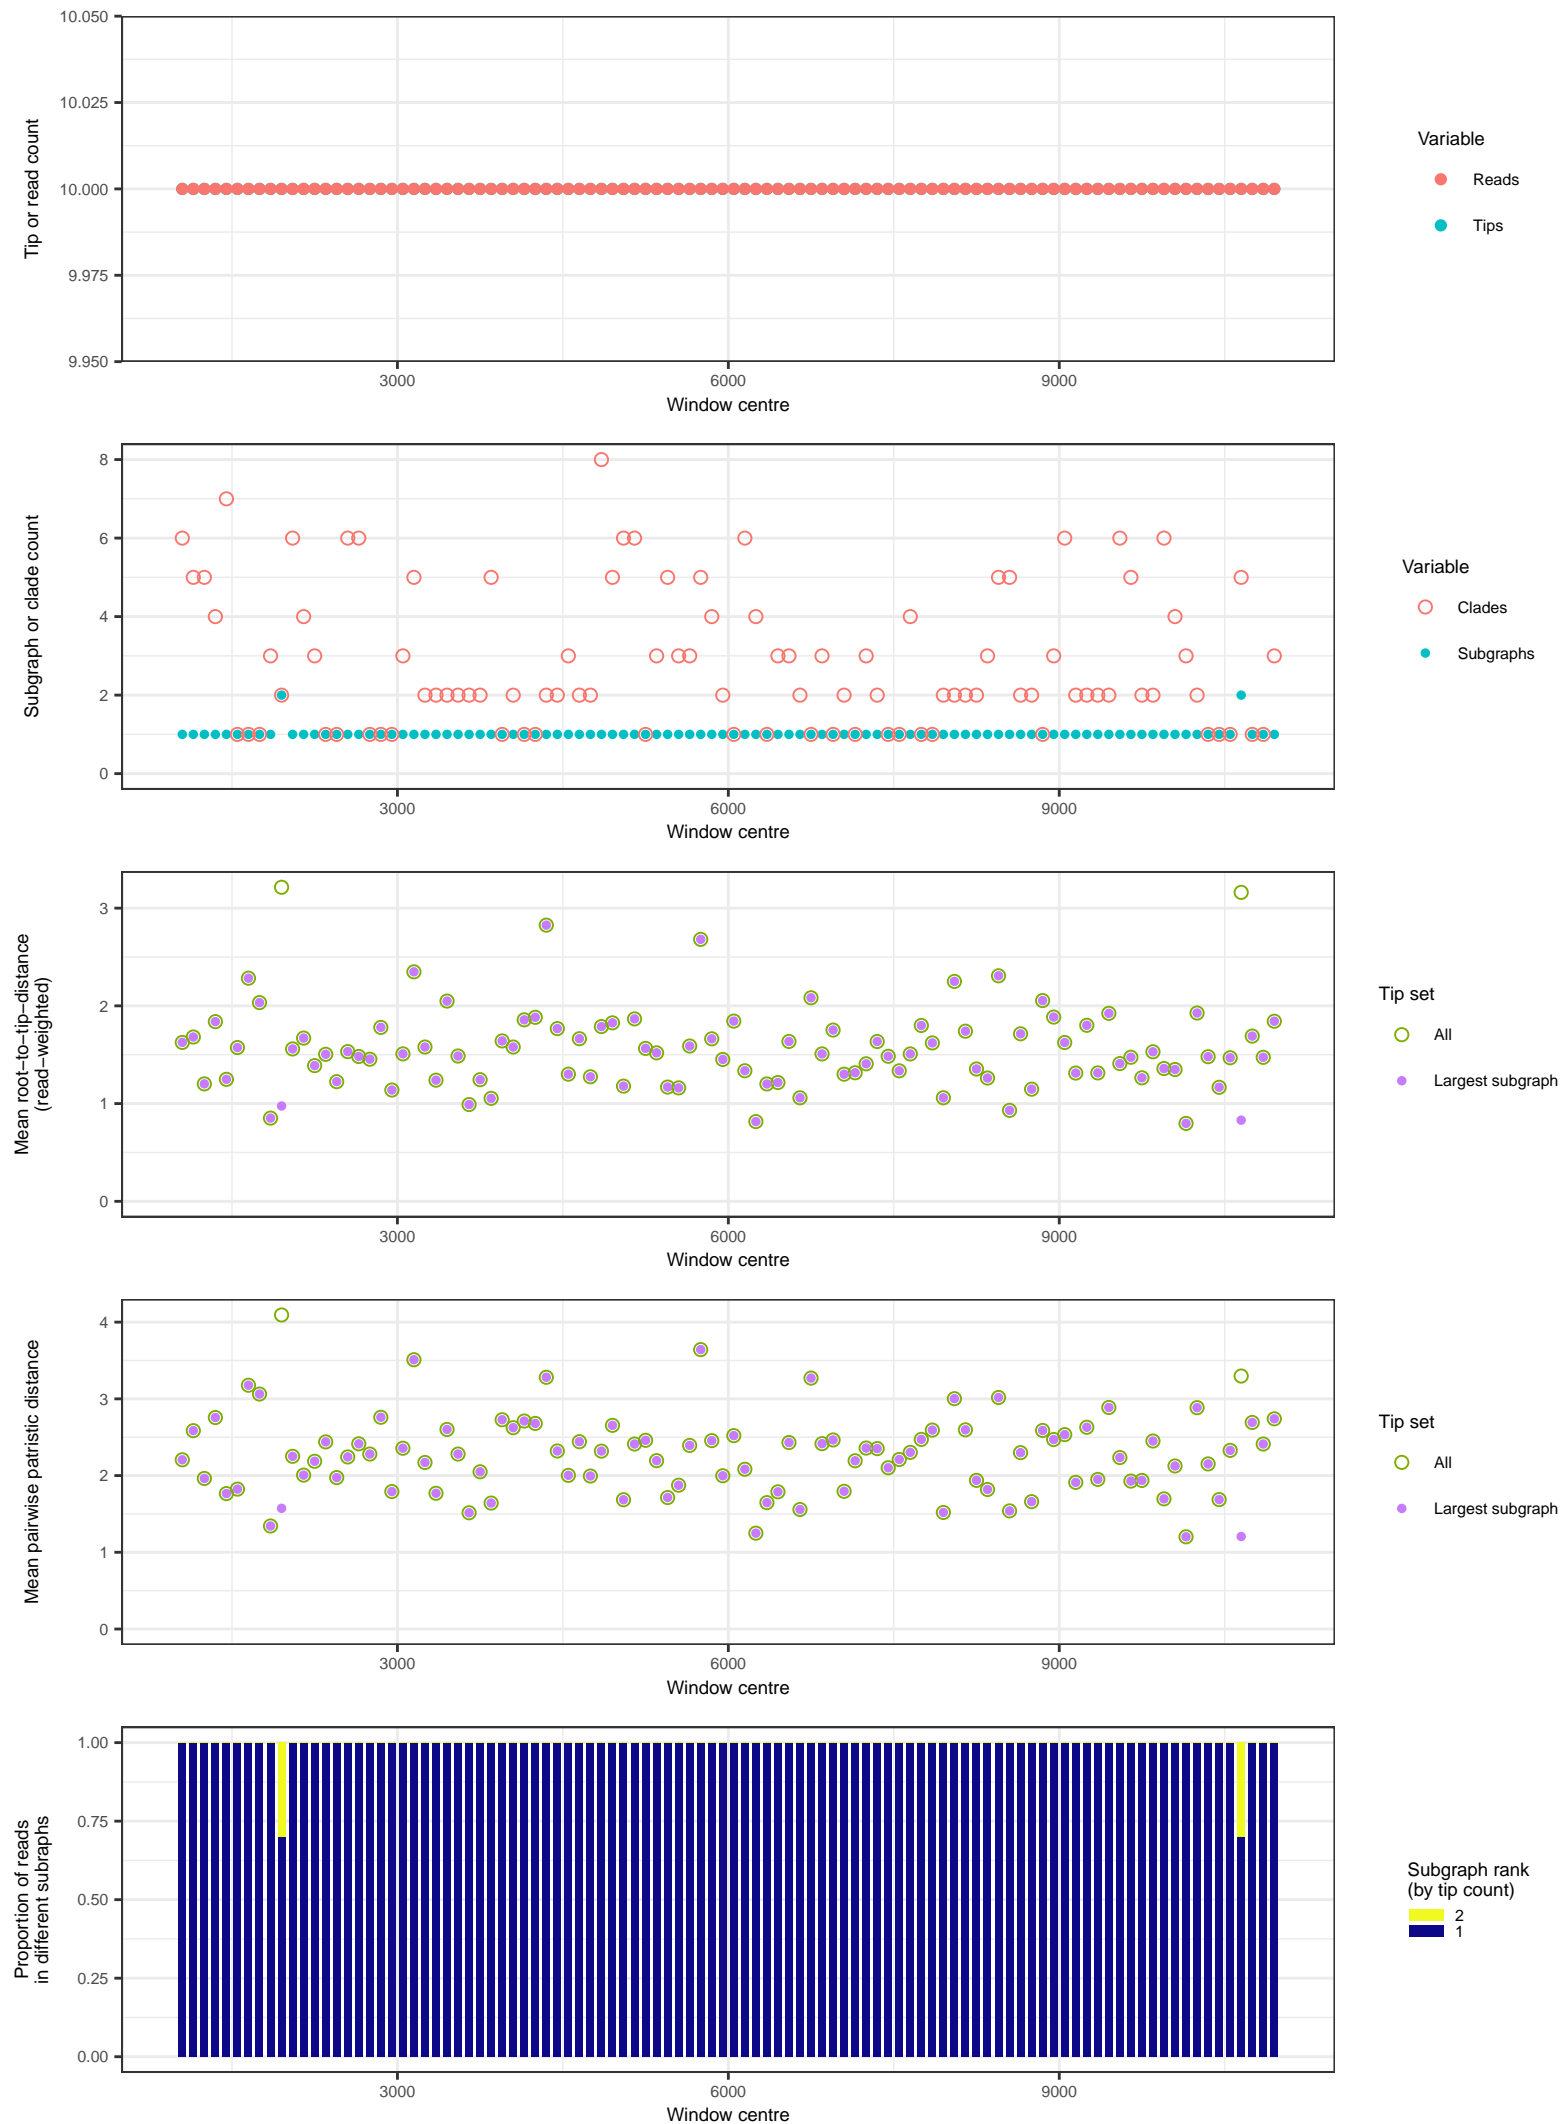 10.050
10.025
10.000
9.975
9.950
Tip or read count
3000
6000
9000
Window centre
Variable
Reads
Tips
8
6
4
2
0
Subgraph or clade count
3000
6000
9000
Window centre
Variable
Clades
Subgraphs
3
2
1
0
Mean root−to−tip−distance
(read−weighted)
3000
6000
9000
Window centre
Tip set
All
Largest subgraph
4
3
2
1
0
Mean pairwise patristic distance
3000
6000
9000
Window centre
Tip set
All
Largest subgraph
1.00
0.75
0.50
0.25
0.00
Proportion of reads
in different subraphs
3000
6000
9000
Window centre
Subgraph rank
(by tip count)
2
1